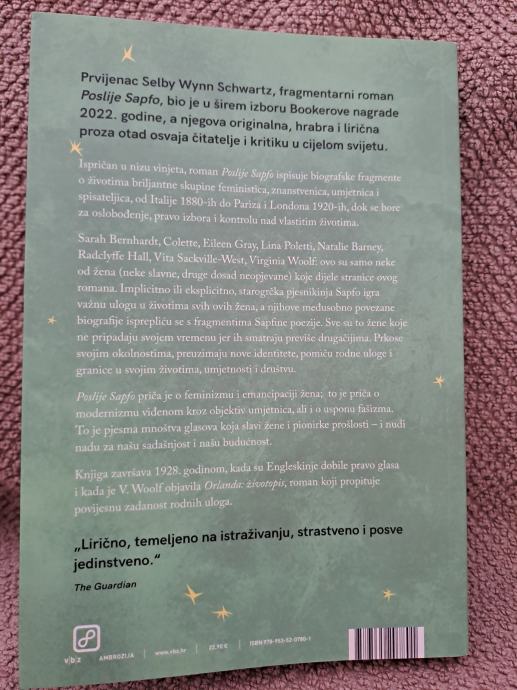 Prvijenac Selby Wynn Schwartz, fragmentarni roman
Poslije Sapfo, bio je u širem izboru Bookerove nagrade
2022. godine, a njegova originalna, hrabra i lirična
proza otad osvaja čitatelje i kritiku u cijelom svijetu.
Ispričan u nizu vinjeta, roman Poslije Sapfo ispisuje biografske fragmente
o životima briljantne skupine feministica, znanstvenica, umjetnica i
spisateljica, od Italije 1880-ih do Pariza i Londona 1920-ih, dok se bore
za oslobođenje, pravo izbora i kontrolu nad vlastitim životima.
Sarah Bernhardt, Colette, Eileen Gray, Lina Poletti, Natalie Barney,
Radclyffe Hall, Vita Sackville-West, Virginia Woolf: ovo su samo neke
od žena (neke slavne, druge dosad neopjevane) koje dijele stranice ovog
romana. Implicitno ili eksplicitno, starogrčka pjesnikinja Sapfo igra
važnu ulogu u životima svih ovih žena, a njihove međusobno povezane
biografije isprepliću se s fragmentima Sapfine poezije. Sve su to žene koje
ne pripadaju svojem vremenu jer ih smatraju previše drugačijima. Prkose
svojim okolnostima, preuzimaju nove identitete, pomiču rodne uloge i
granice u svojim životima, umjetnosti i društvu.
Poslije Sapfo priča je o feminizmu i emancipaciji žena; to je priča o
modernizmu viđenom kroz objektiv umjetnica, ali i o usponu fašizma.
To je pjesma mnoštva glasova koja slavi žene i pionirke prošlosti – i nudi
nadu za našu sadašnjost i našu budućnost.
Knjiga završava 1928. godinom, kada su Engleskinje dobile pravo glasa
i kada je V. Woolf objavila Orlanda: životopis, roman koji propituje
povijesnu zadanost rodnih uloga.
„Lirično, temeljeno na istraživanju, strastveno i posve
jedinstveno.“
The Guardian
v|b|z AMBROZIJA | www.vbz.hr | 22,90 € | ISBN 978-953-52-0780-1